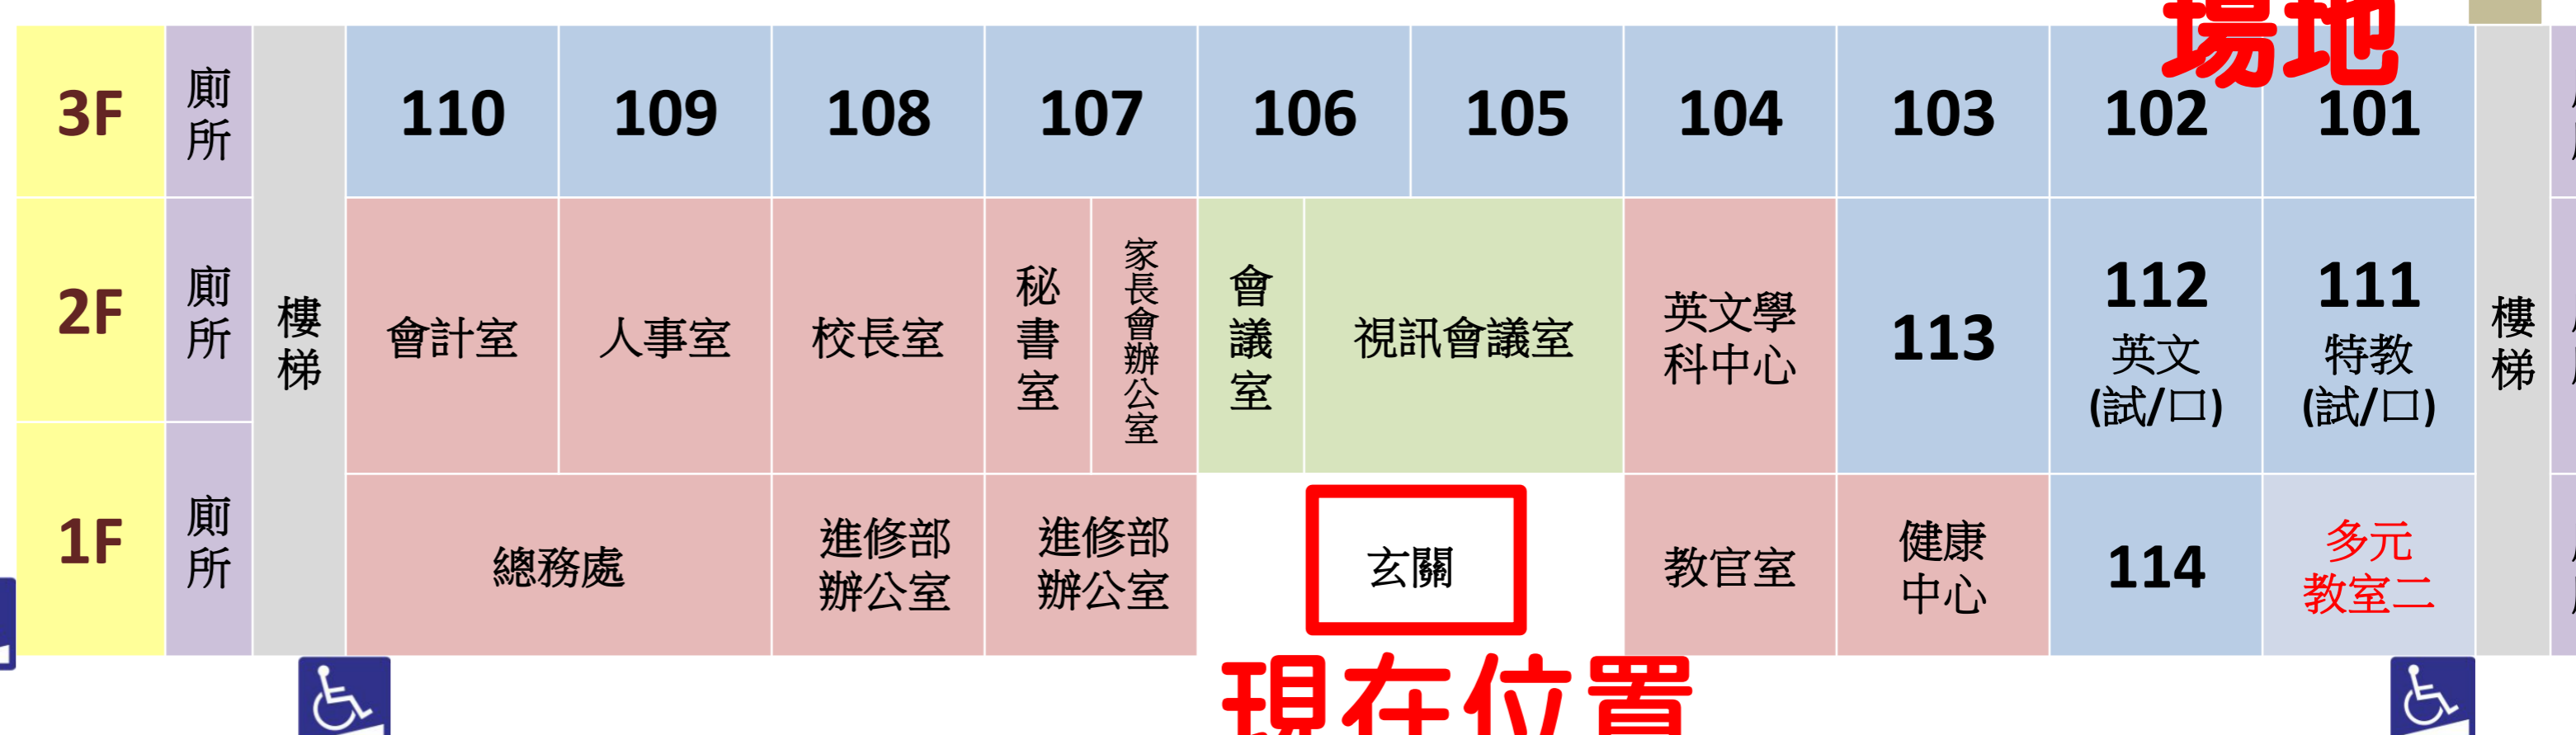 場地
3F
廁所
110
109
108
107
106
105
104
103
102
101
2F
廁所
樓梯
會計室
人事室
校長室
秘書室
家長會辦公室
會議室
視訊會議室
英文學
科中心
113
112
英文
(試/口)
111
特教
(試/口)
樓梯
1F
廁所
總務處
進修部
辦公室
進修部
辦公室
玄關
教官室
健康
中心
114
多元
教室二
現在位置